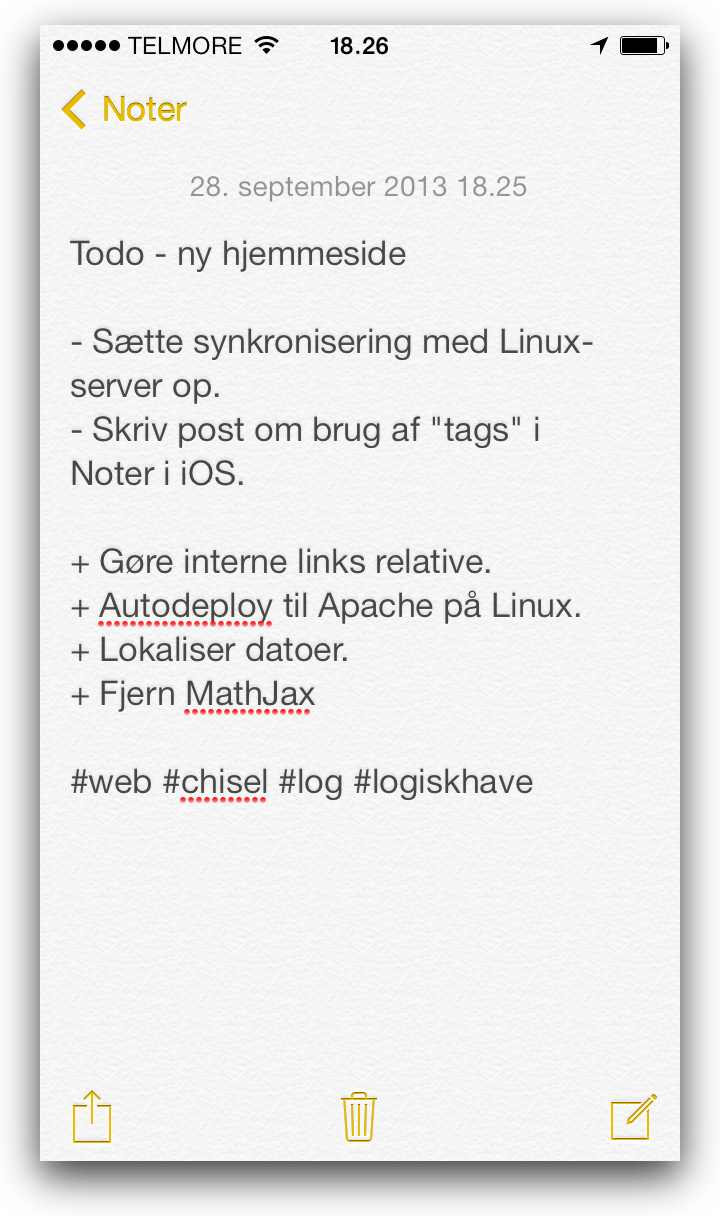 TELMORE 18.26
Noter
28. september 2013 18.25
Todo - ny hjemmeside
- Sætte synkronisering med Linux-
server op.
- Skriv post om brug af "tags" i
Noter i iOS.
+ Gøre interne links relative.
+ Autodeploy til Apache på Linux.
+ Lokaliser datoer.
+ Fjern MathJax
#web #chisel #log #logiskhave